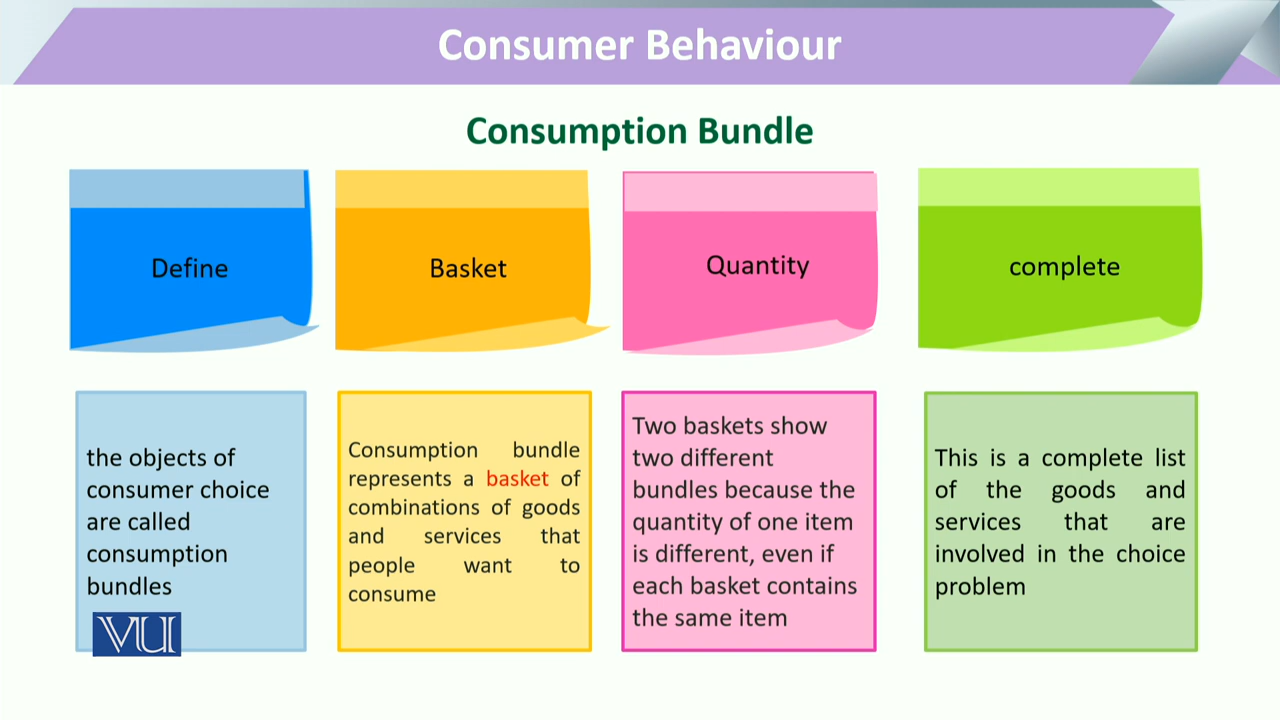 Consumer Behaviour
Consumption Bundle
Define
Basket
Quantity
complete
the objects of
consumer choice
are called
consumption
bundles
Consumption bundle
represents a basket of
combinations of goods
and services that
people want to
consume
Two baskets show
two different
bundles because the
quantity of one item
is different, even if
each basket contains
the same item
This is a complete list
of the goods and
services that are
involved in the choice
problem
VU